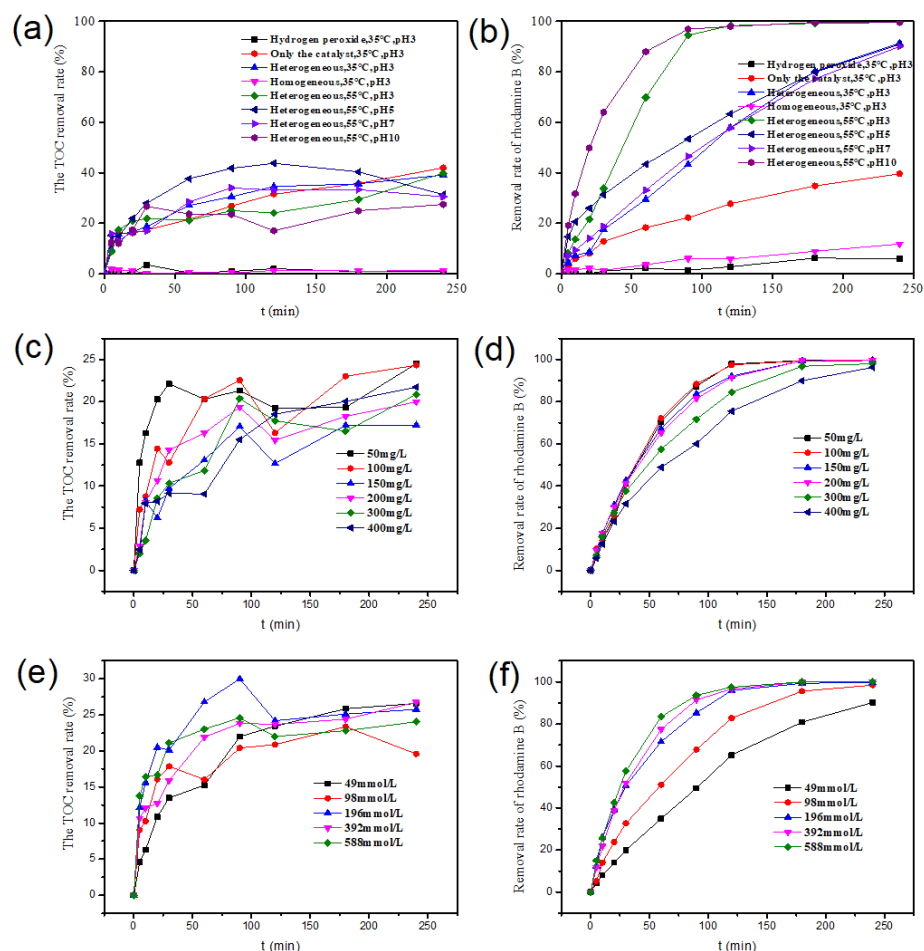 (a)
The TOC removal rate (%)
100
80
60
40
20
0
0 50 100 150 200 250
t (min)
Hydrogen peroxide,35°C,pH3
Only the catalyst,35°C,pH3
Heterogeneous,35°C,pH3
Homogeneous,35°C,pH3
Heterogeneous,55°C,pH3
Heterogeneous,55°C,pH5
Heterogeneous,55°C,pH7
Heterogeneous,55°C,pH10
(b)
Removal rate of rhodamine B (%)
100
80
60
40
20
0
0 50 100 150 200 250
t (min)
Hydrogen peroxide,35°C,pH3
Only the catalyst,35°C,pH3
Heterogeneous,35°C,pH3
Homogeneous,35°C,pH3
Heterogeneous,55°C,pH3
Heterogeneous,55°C,pH5
Heterogeneous,55°C,pH7
Heterogeneous,55°C,pH10
(c)
The TOC removal rate (%)
25
20
15
10
5
0
0 50 100 150 200 250
t (min)
50mg/L
100mg/L
150mg/L
200mg/L
300mg/L
400mg/L
(d)
Removal rate of rhodamine B (%)
100
80
60
40
20
0
0 50 100 150 200 250
t (min)
50mg/L
100mg/L
150mg/L
200mg/L
300mg/L
400mg/L
(e)
The TOC removal rate (%)
30
25
20
15
10
5
0
0 50 100 150 200 250
t (min)
49mmol/L
98mmol/L
196mmol/L
392mmol/L
588mmol/L
(f)
Removal rate of rhodamine B (%)
100
80
60
40
20
0
0 50 100 150 200 250
t (min)
49mmol/L
98mmol/L
196mmol/L
392mmol/L
588mmol/L